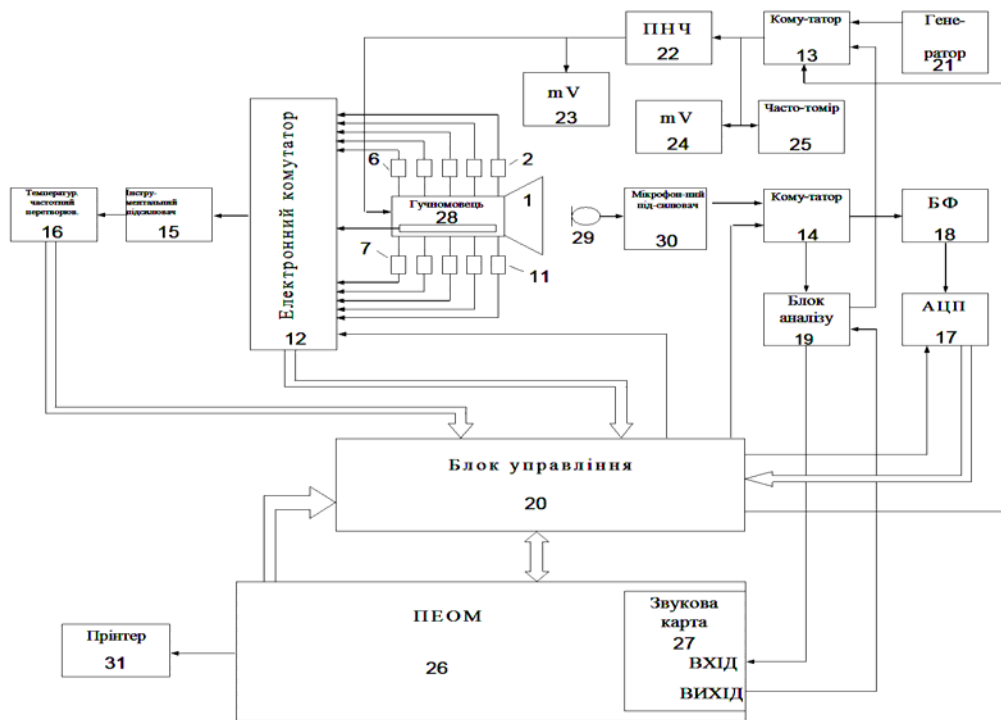 ПНЧ
22
Кому-татор
13
Гене-
ратор
21
mV
23
mV
24
Часто-томір
25
Електронний комутатор
12
6
2
Гучномовець
28
1
7
11
Температур.
частотний
перетворюв.
16
Інстру-
ментальний
підсилювач
15
29
Мікрофон-ний
під-силювач
30
Кому-татор
14
БФ
18
Блок
аналізу
19
АЦП
17
Блок управління
20
ПЕОМ
26
Звукова
карта
27
ВХІД
ВИХІД
Прінтер
31